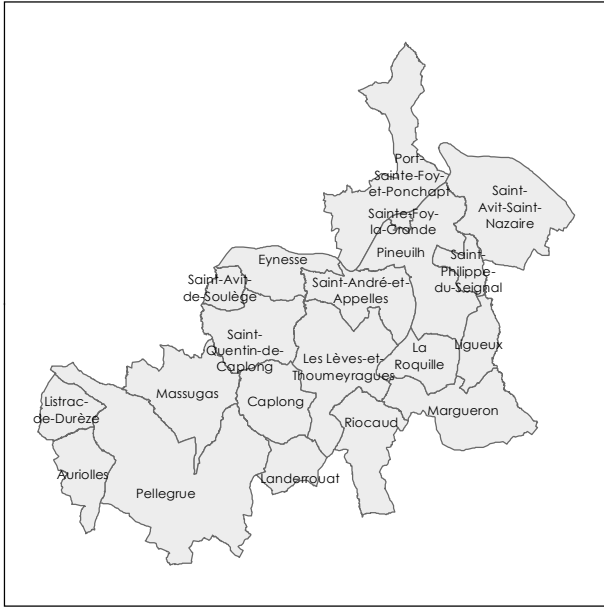 Port-
Sainte-Foy-
et-Ponchapt
Saint-
Avit-Saint-
Nazaire
Sainte-Foy-
la-Grande
Pineuilh
Saint-
Philippe-
du-Seignal
Eynesse
Saint-Avit-
de-Soulège
Saint-André-et-
Appelles
Saint-
Quentin-de-
Caplong
Les Lèves-et-
Thoumeyragues
La
Roquille
Ligueux
Massugas
Caplong
Listrac-
de-Durèze
Margueron
Riocaud
Auriolles
Landerrouat
Pellegrue